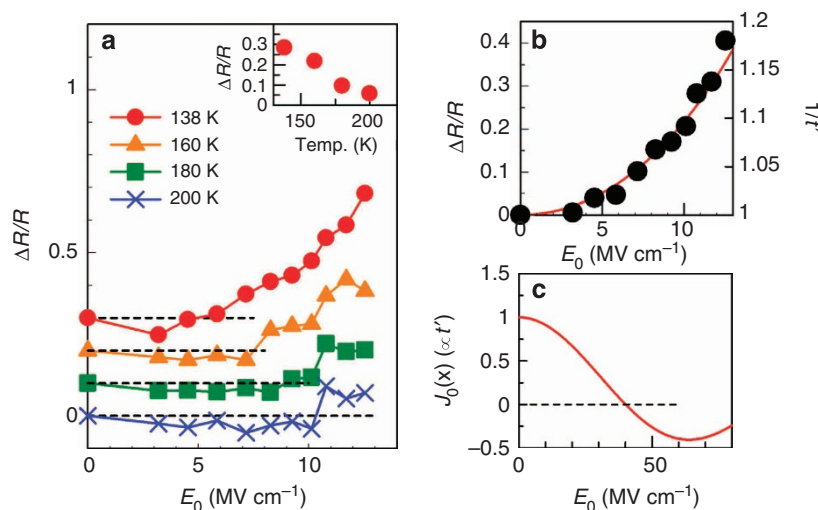 a
ΔR/R
1
0.5
0
0
5
10
E₀ (MV cm⁻¹)
138 K
160 K
180 K
200 K
ΔR/R
0.3
0.2
0.1
0
150
200
Temp. (K)
b
ΔR/R
0.4
0.3
0.2
0.1
0
1.2
1.15
1.1
1.05
1
1/t'
0
5
10
E₀ (MV cm⁻¹)
c
J₀(x) (∝t′)
1.5
1
0.5
0
−0.5
0
50
E₀ (MV cm⁻¹)